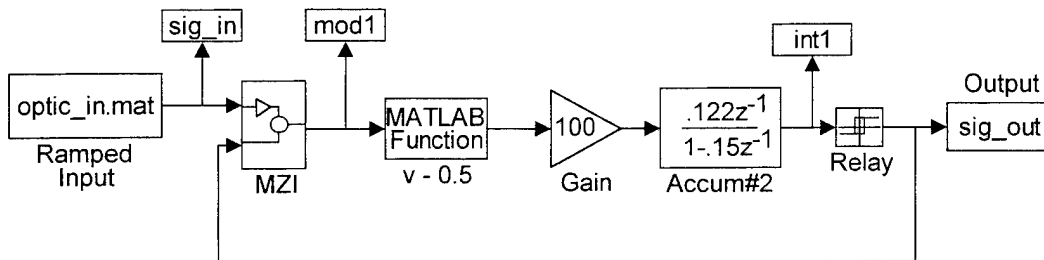 sig_in
mod1
int1
optic_in.mat
Ramped
Input
MZI
MATLAB
Function
v - 0.5
100
Gain
.122z-1
1-.15z-1
Accum#2
Relay
Output
sig_out